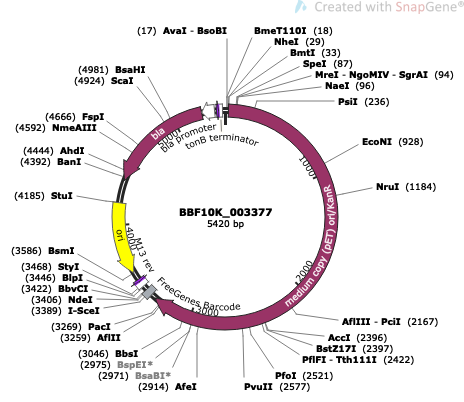 Created with SnapGene®
(17) AvaI - BsoBI
BmeT110I (18)
NheI (29)
BmtI (33)
SpeI (87)
MreI - NgoMIV - SgrAI (94)
NaeI (96)
PsiI (236)
EcoNI (928)
NruI (1184)
AflIII - PciI (2167)
AccI (2396)
BstZ17I (2397)
PflFI - Tth111I (2422)
PfoI (2521)
PvuII (2577)
(2914) AfeI
(2971) BsaBI*
(2975) BspEI*
(3046) BbsI
(3259) AflII
(3269) PacI
(3389) I-SceI
(3406) NdeI
(3422) BbvCI
(3446) BlpI
(3468) StyI
(3586) BsmI
(4185) StuI
(4392) BanI
(4444) AhdI
(4592) NmeAIII
(4666) FspI
(4924) ScaI
(4981) BsaHI
bla
bla promoter
tonB terminator
5000
1000
2000
3000
4000
medium copy (pET) ori/KanR
ori
M13 rev
FreeGenes Barcode
BBF10K_003377
5420 bp